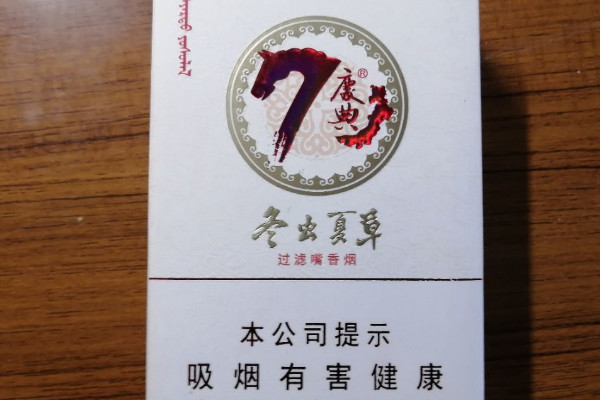 庆典®
冬虫夏草
过滤嘴香烟
本公司提示
吸烟有害健康